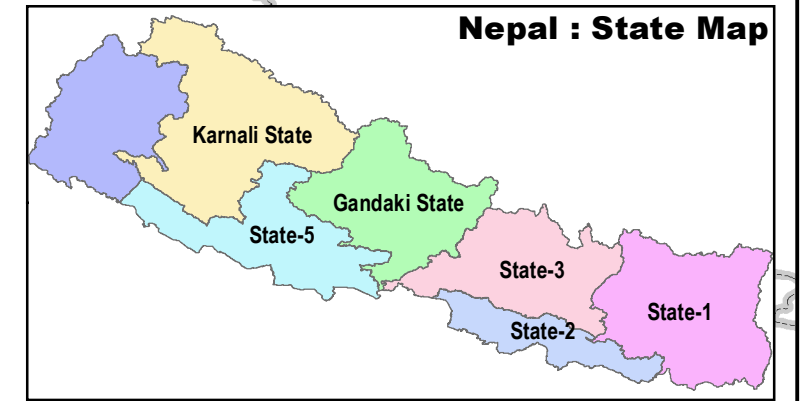 Nepal : State Map
Karnali State
Gandaki State
State-5
State-3
State-1
State-2